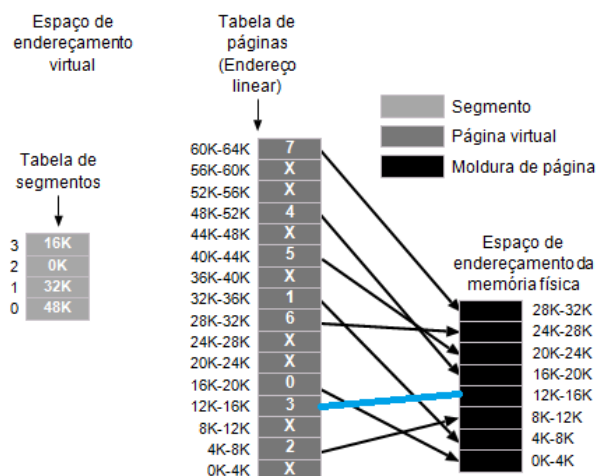 Espaço de
endereçamento
virtual
Tabela de
páginas
(Endereço
linear)
Segmento
Página virtual
Moldura de página
Tabela de
segmentos
3 16K
2 0K
1 32K
0 48K
60K-64K 7
56K-60K X
52K-56K X
48K-52K 4
44K-48K X
40K-44K 5
36K-40K X
32K-36K 1
28K-32K 6
24K-28K X
20K-24K X
16K-20K 0
12K-16K 3
8K-12K X
4K-8K 2
0K-4K X
Espaço de
endereçamento da
memória física
28K-32K
24K-28K
20K-24K
16K-20K
12K-16K
8K-12K
4K-8K
0K-4K